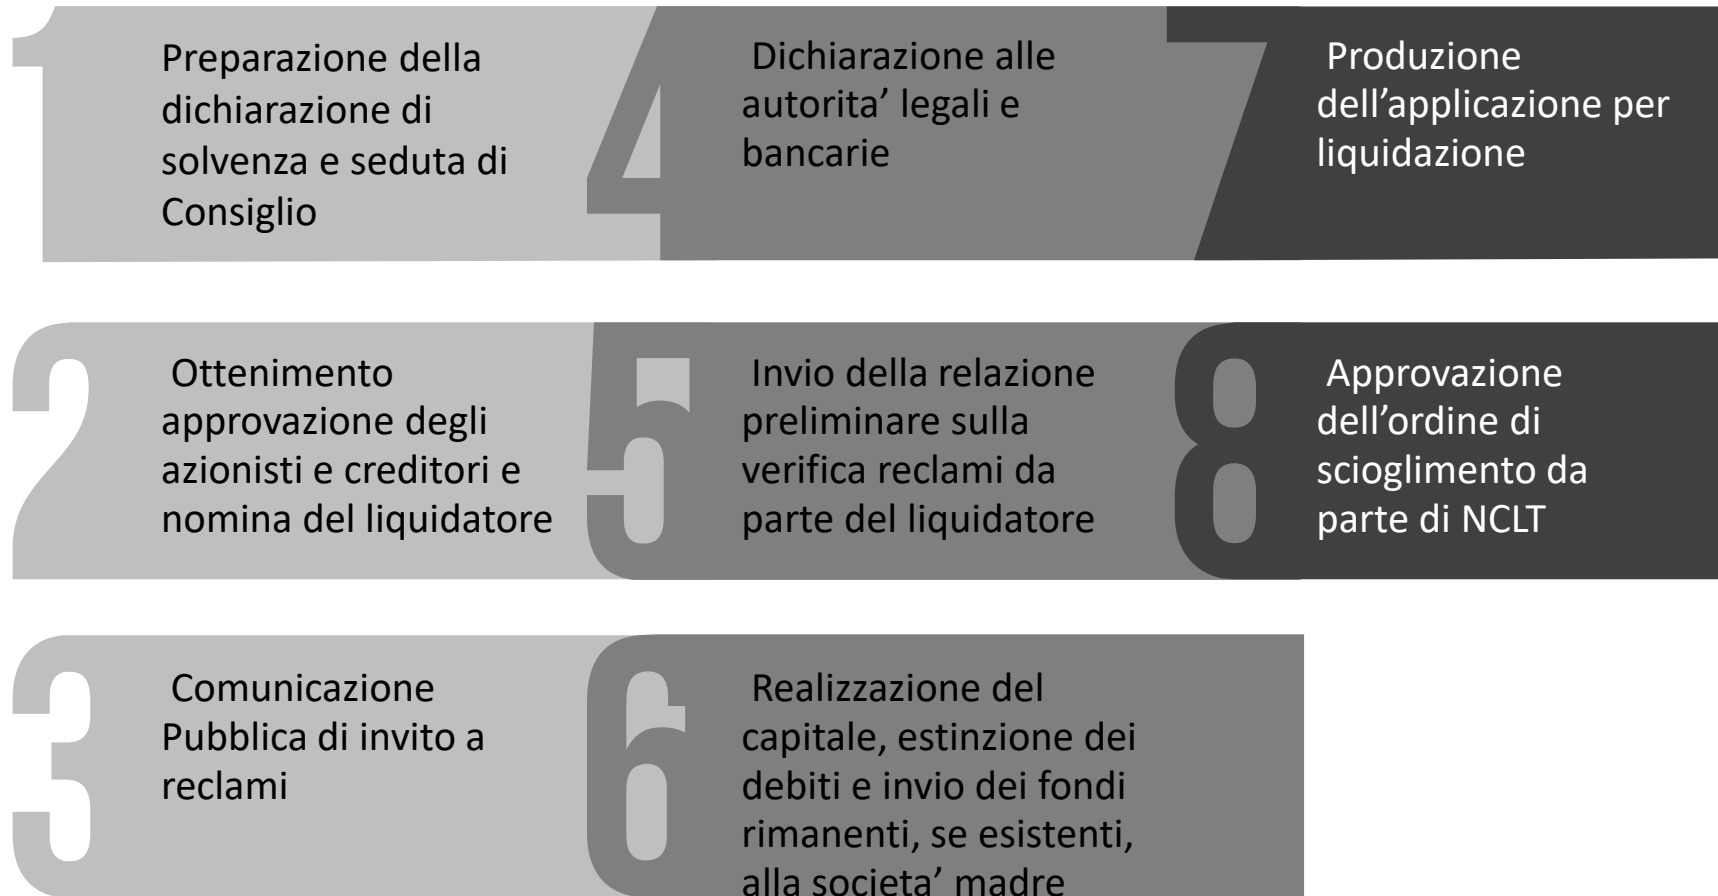 1
Preparazione della
dichiarazione di
solvenza e seduta di
Consiglio
2
Ottenimento
approvazione degli
azionisti e creditori e
nomina del liquidatore
3
Comunicazione
Pubblica di invito a
reclami
4
Dichiarazione alle
autorita’ legali e
bancarie
5
Invio della relazione
preliminare sulla
verifica reclami da
parte del liquidatore
6
Realizzazione del
capitale, estinzione dei
debiti e invio dei fondi
rimanenti, se esistenti,
alla societa’ madre
7
Produzione
dell’applicazione per
liquidazione
8
Approvazione
dell’ordine di
scioglimento da
parte di NCLT